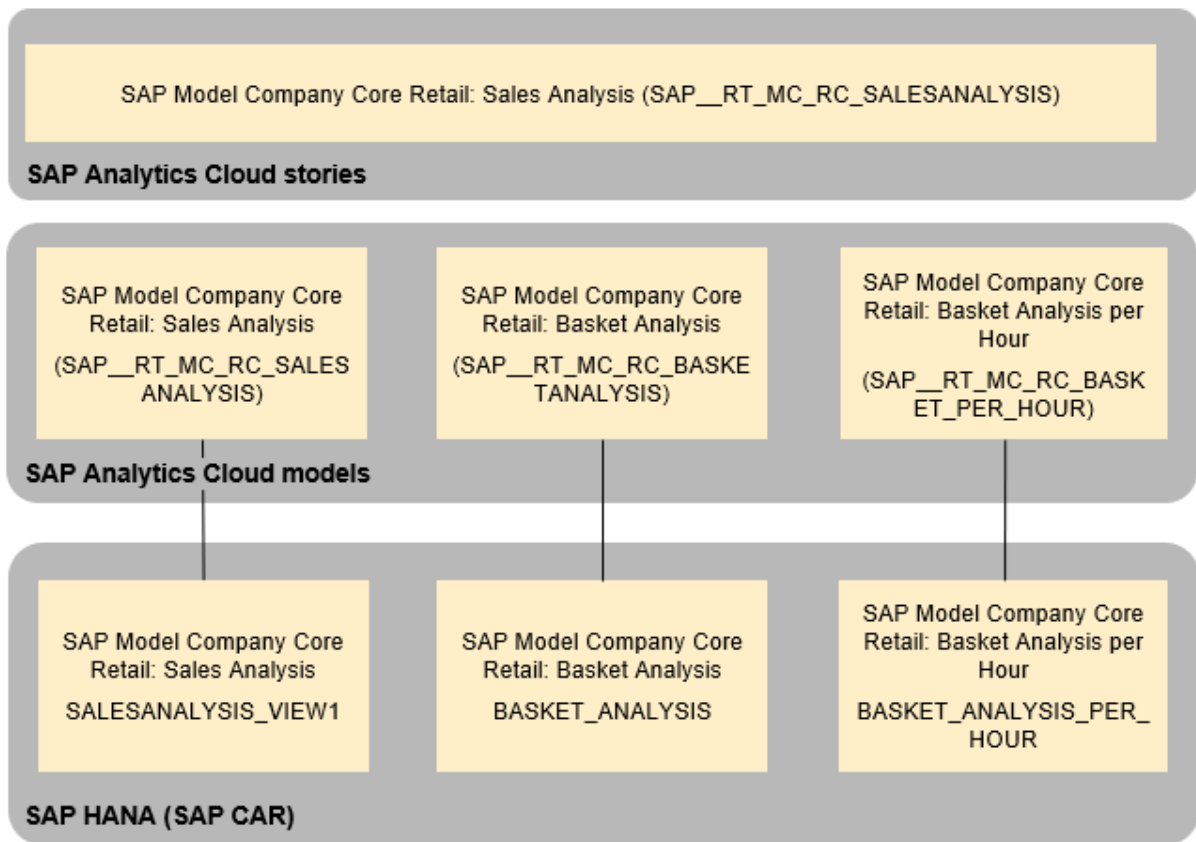 SAP Model Company Core Retail: Sales Analysis (SAP__RT_MC_RC_SALESANALYSIS)
SAP Analytics Cloud stories
SAP Model Company Core
Retail: Sales Analysis
(SAP__RT_MC_RC_SALES
ANALYSIS)
SAP Model Company Core
Retail: Basket Analysis
(SAP__RT_MC_RC_BASKE
TANALYSIS)
SAP Model Company Core
Retail: Basket Analysis per
Hour
(SAP__RT_MC_RC_BASK
ET_PER_HOUR)
SAP Analytics Cloud models
SAP Model Company Core
Retail: Sales Analysis
SALESANALYSIS_VIEW1
SAP Model Company Core
Retail: Basket Analysis
BASKET_ANALYSIS
SAP Model Company Core
Retail: Basket Analysis per
Hour
BASKET_ANALYSIS_PER_
HOUR
SAP HANA (SAP CAR)